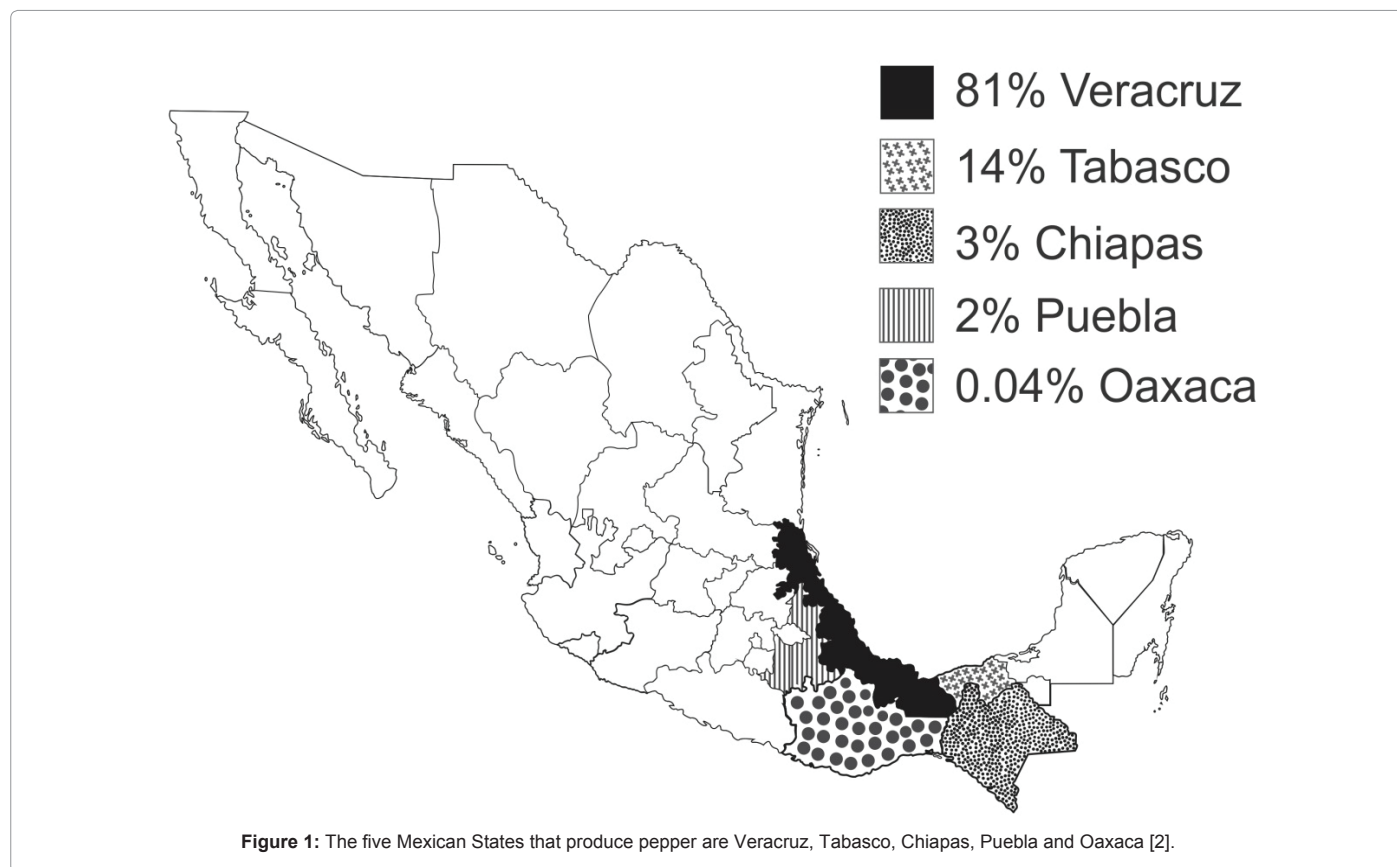 81% Veracruz
14% Tabasco
3% Chiapas
2% Puebla
0.04% Oaxaca
Figure 1: The five Mexican States that produce pepper are Veracruz, Tabasco, Chiapas, Puebla and Oaxaca [2].